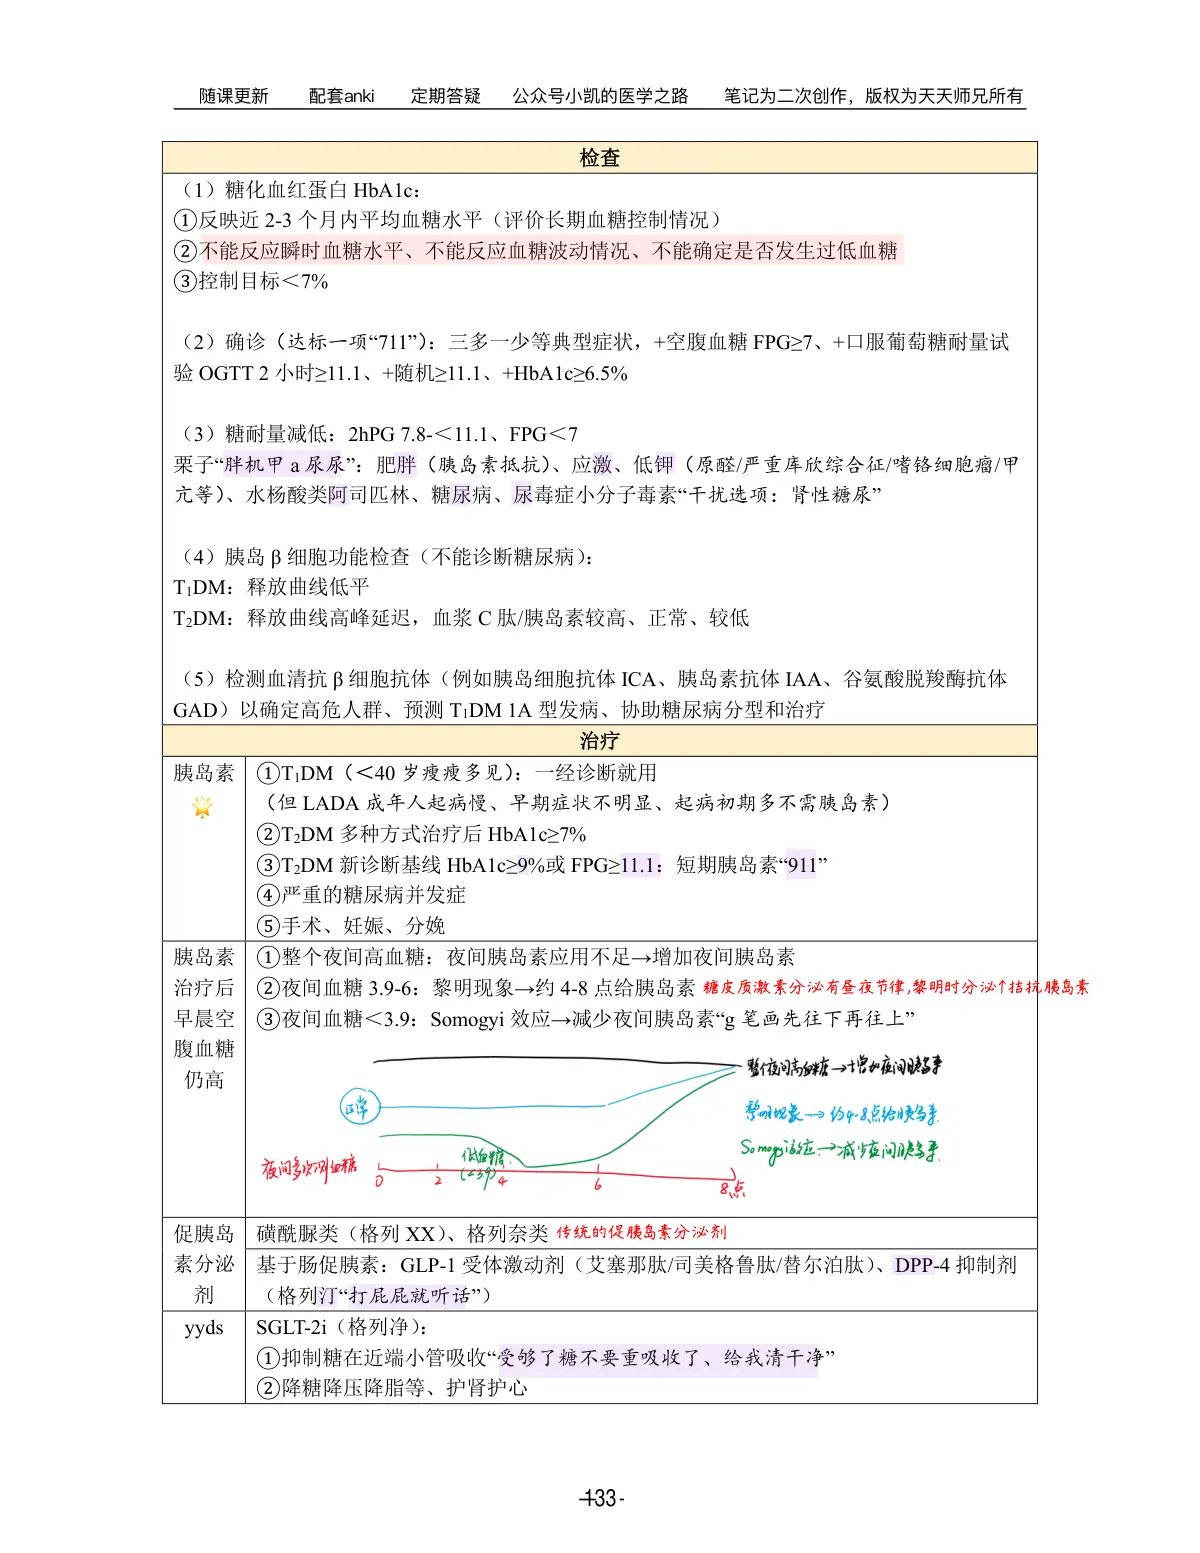 随课更新 配套anki 定期答疑 公众号小凯的医学之路 笔记为二次创作，版权为天天师兄所有
检查
（1）糖化血红蛋白 HbA1c：
①反映近 2-3 个月内平均血糖水平（评价长期血糖控制情况）
②不能反应瞬时血糖水平、不能反应血糖波动情况、不能确定是否发生过低血糖
③控制目标＜7%
（2）确诊（达标一项“711”）：三多一少等典型症状，+空腹血糖 FPG≥7、+口服葡萄糖耐量试
验 OGTT 2 小时≥11.1、+随机≥11.1、+HbA1c≥6.5%
（3）糖耐量减低：2hPG 7.8-＜11.1、FPG＜7
栗子“胖机甲 a 尿尿”：肥胖（胰岛素抵抗）、应激、低钾（原醛/严重库欣综合征/嗜铬细胞瘤/甲
亢等）、水杨酸类阿司匹林、糖尿病、尿毒症小分子毒素“干扰选项：肾性糖尿”
（4）胰岛 β 细胞功能检查（不能诊断糖尿病）：
T₁DM：释放曲线低平
T₂DM：释放曲线高峰延迟，血浆 C 肽/胰岛素较高、正常、较低
（5）检测血清抗 β 细胞抗体（例如胰岛细胞抗体 ICA、胰岛素抗体 IAA、谷氨酸脱羧酶抗体
GAD）以确定高危人群、预测 T₁DM 1A 型发病、协助糖尿病分型和治疗
治疗
胰岛素
①T₁DM（＜40 岁瘦瘦多见）：一经诊断就用
（但 LADA 成年人起病慢、早期症状不明显、起病初期多不需胰岛素）
②T₂DM 多种方式治疗后 HbA1c≥7%
③T₂DM 新诊断基线 HbA1c≥9%或 FPG≥11.1：短期胰岛素“911”
④严重的糖尿病并发症
⑤手术、妊娠、分娩
胰岛素
治疗后
早晨空
腹血糖
仍高
①整个夜间高血糖：夜间胰岛素应用不足→增加夜间胰岛素
②夜间血糖 3.9-6：黎明现象→约 4-8 点给胰岛素 糖皮质激素分泌有昼夜节律,黎明时分泌↑拮抗胰岛素
③夜间血糖＜3.9：Somogyi 效应→减少夜间胰岛素“g 笔画先往下再往上”
整个夜间高血糖→增加夜间胰岛素
正常
黎明现象→约4-8点给胰岛素
低血糖
(<3.9)
Somogyi效应→减少夜间胰岛素
夜间多次测血糖
0 2 4 6 8点
促胰岛
素分泌
剂
磺酰脲类（格列 XX）、格列奈类 传统的促胰岛素分泌剂
基于肠促胰素：GLP-1 受体激动剂（艾塞那肽/司美格鲁肽/替尔泊肽）、DPP-4 抑制剂
（格列汀“打屁屁就听话”）
yyds
SGLT-2i（格列净）：
①抑制糖在近端小管吸收“受够了糖不要重吸收了、给我清干净”
②降糖降压降脂等、护肾护心
-133-